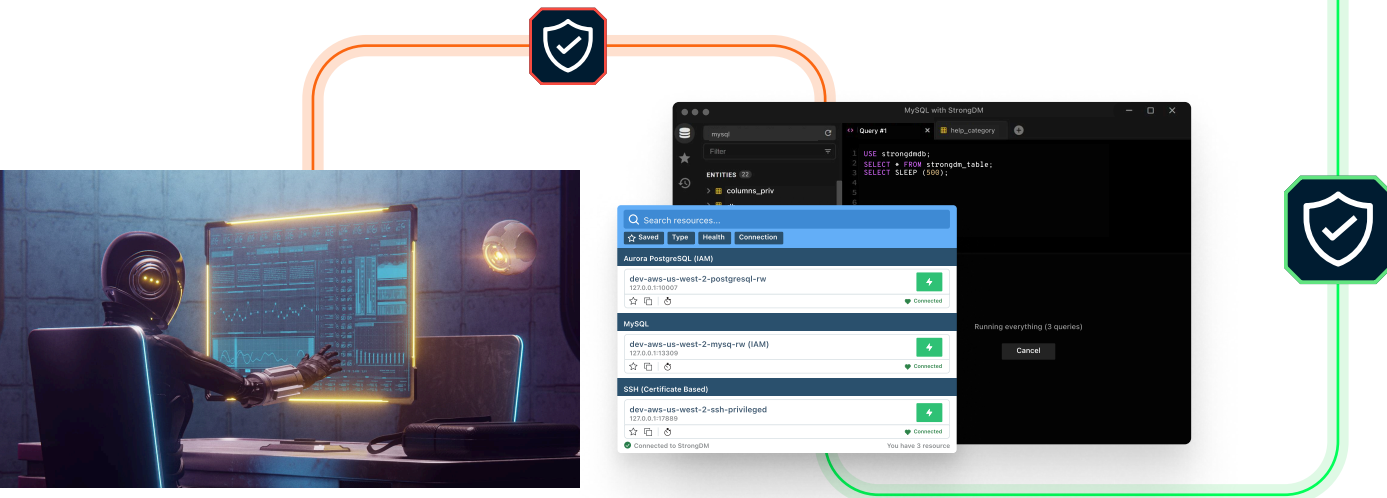 MySQL with StrongDM
mysql
Filter
ENTITIES 22
columns_priv
Query #1
help_category
1 USE strongdmdb;
2 SELECT * FROM strongdm_table;
3 SELECT SLEEP (500);
4
5
6
Search resources...
Saved Type Health Connection
Aurora PostgreSQL (IAM)
dev-aws-us-west-2-postgresql-rw
127.0.0.1:10007
Connected
MySQL
dev-aws-us-west-2-mysq-rw (IAM)
127.0.0.1:13309
Connected
SSH (Certificate Based)
dev-aws-us-west-2-ssh-privileged
127.0.0.1:17889
Connected
Connected to StrongDM You have 3 resource
Running everything (3 queries)
Cancel